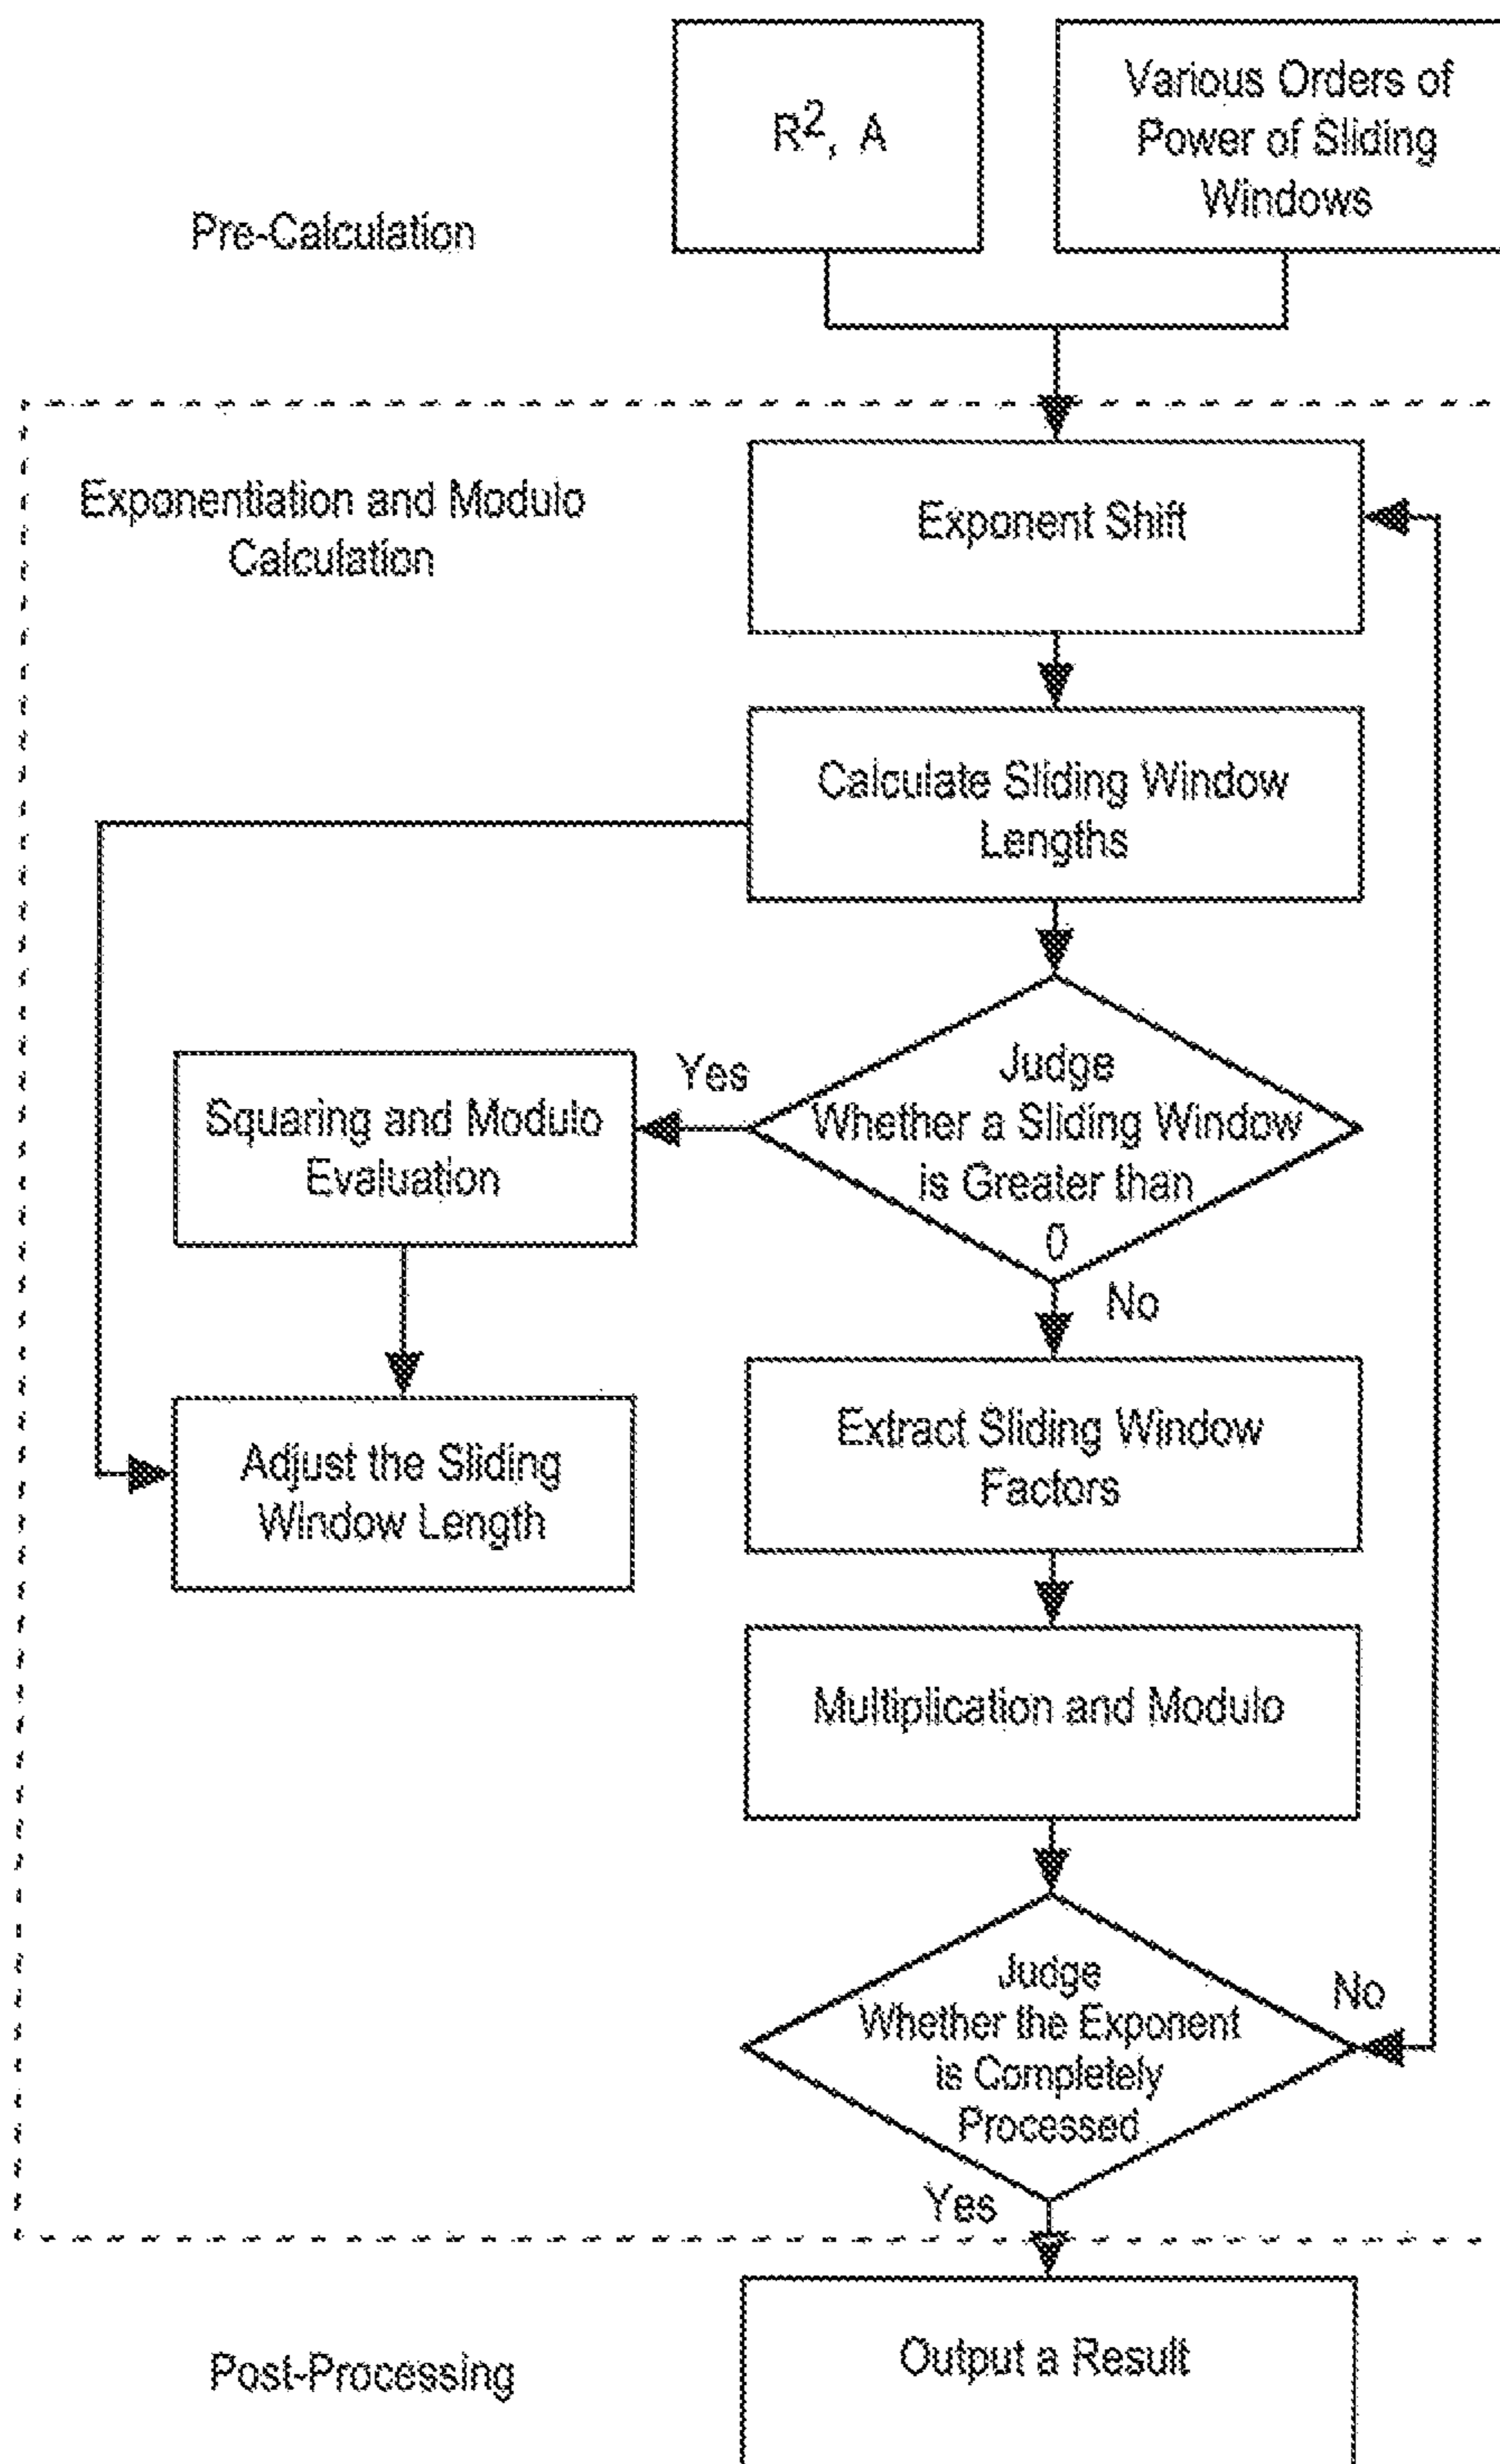 R², A
Various Orders of
Power of Sliding
Windows
Pre-Calculation
Exponentiation and Modulo
Calculation
Exponent Shift
Calculate Sliding Window
Lengths
Judge
Whether a Sliding Window
is Greater than
0
Yes
No
Squaring and Modulo
Evaluation
Adjust the Sliding
Window Length
Extract Sliding Window
Factors
Multiplication and Modulo
Judge
Whether the Exponent
is Completely
Processed
No
Yes
Post-Processing
Output a Result